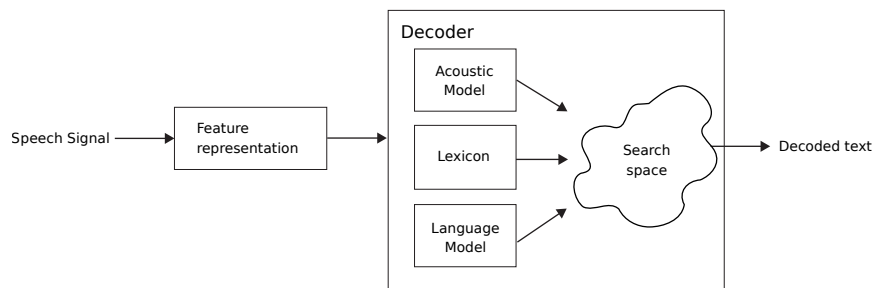 Decoder
Acoustic
Model
Speech Signal
Feature
representation
Lexicon
Language
Model
Search
space
Decoded text